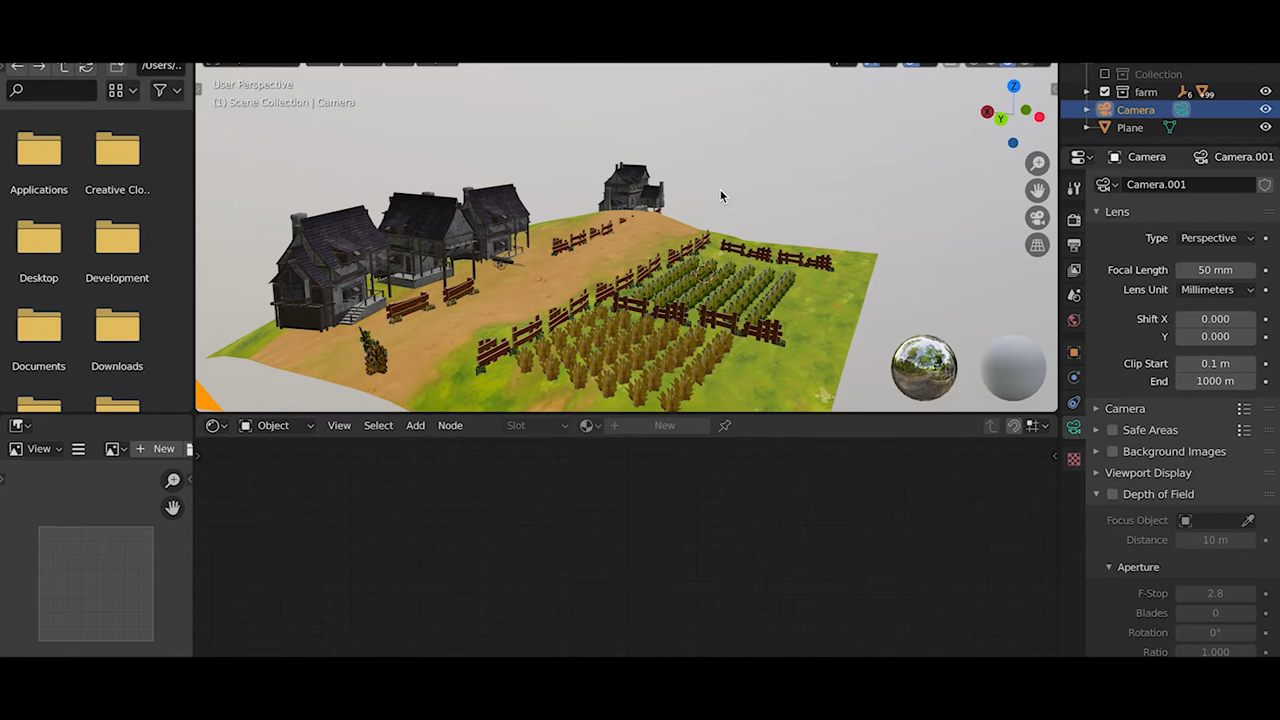 /Users/..
Applications
Creative Clo..
Desktop
Development
Documents
Downloads
View
New
User Perspective
(1) Scene Collection | Camera
Z
X
Y
Object
View
Select
Add
Node
Slot
New
Collection
farm
6
99
Camera
Plane
Camera
Camera.001
Camera.001
Lens
Type
Perspective
Focal Length
50 mm
Lens Unit
Millimeters
Shift X
0.000
Y
0.000
Clip Start
0.1 m
End
1000 m
Camera
Safe Areas
Background Images
Viewport Display
Depth of Field
Focus Object
Distance
10 m
Aperture
F-Stop
2.8
Blades
0
Rotation
0°
Ratio
1.000